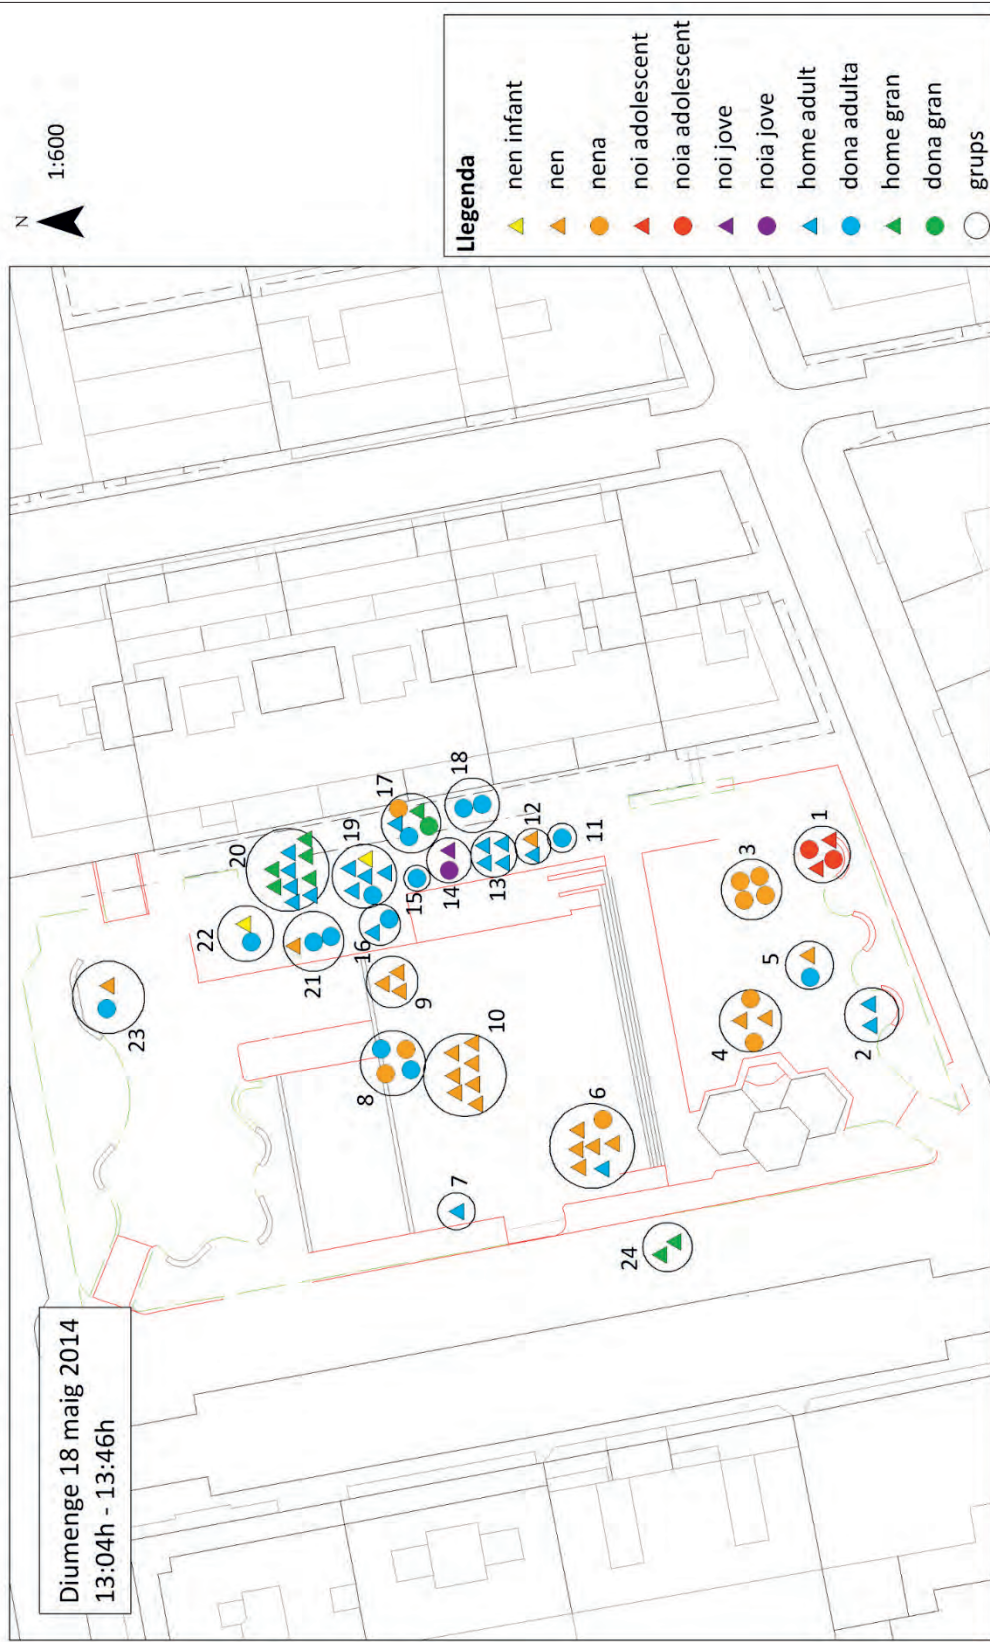 Diumenge 18 maig 2014
13:04h - 13:46h
N
1:600
Llegenda
nen infant
nen
nena
noi adolescent
noia adolescent
noi jove
noia jove
home adult
dona adulta
home gran
dona gran
grups
23
22
20
21
19
17
16
15
18
14
9
8
13
12
10
11
7
6
3
1
5
4
24
2